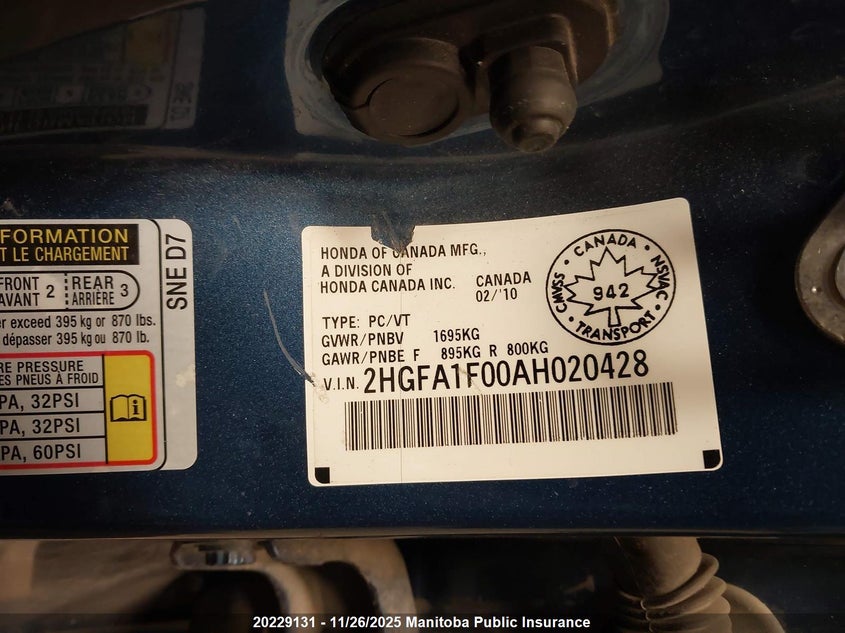 FORMATION
T LE CHARGEMENT
FRONT
AVANT 2
REAR
ARRIÈRE 3
SNE D7
er exceed 395 kg or 870 lbs.
dépasser 395 kg ou 870 lb.
RE PRESSURE
ES PNEUS À FROID
PA, 32PSI
PA, 32PSI
PA, 60PSI
HONDA OF CANADA MFG.,
A DIVISION OF
HONDA CANADA INC.
CANADA
02/'10
TYPE: PC/VT
GVWR/PNBV 1695KG
GAWR/PNBE F 895KG R 800KG
V.I.N. 2HGFA1F00AH020428
CANADA
CMVSS
NSVAC
942
TRANSPORT
20229131 - 11/26/2025 Manitoba Public Insurance